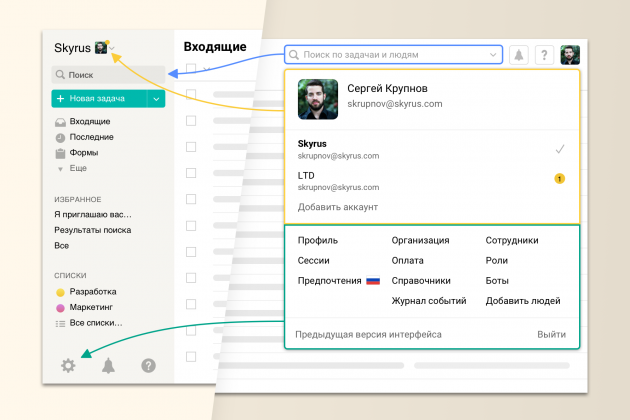 Skyrus
Входящие
Поиск
+ Новая задача
Входящие
Последние
Формы
Еще
ИЗБРАННОЕ
Я приглашаю вас...
Результаты поиска
Все
СПИСКИ
Разработка
Маркетинг
Все списки...
?
Поиск по задачаи и людям
?
Сергей Крупнов
skrupnov@skyrus.com
Skyrus
skrupnov@skyrus.com
LTD
skrupnov@skyrus.com
1
Добавить аккаунт
Профиль Организация Сотрудники
Сессии Оплата Роли
Предпочтения Справочники Боты
Журнал событий Добавить людей
Предыдущая версия интерфейса Выйти